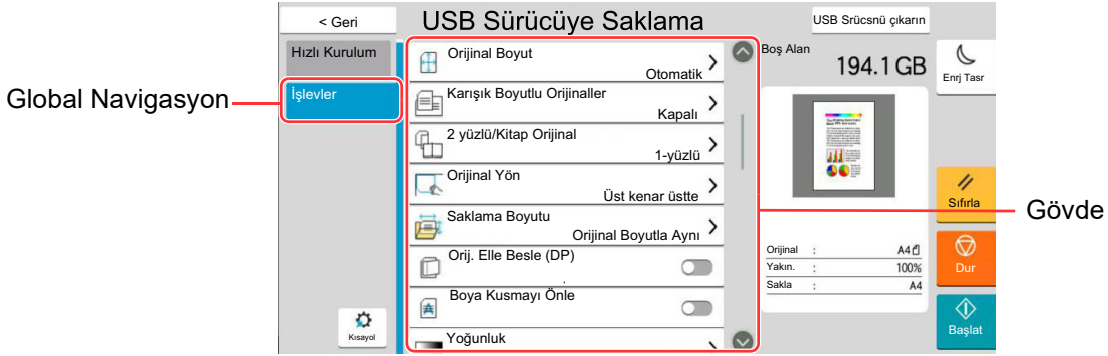 < Geri
USB Sürücüye Saklama
USB Srücsnü çıkarın
Hızlı Kurulum
İşlevler
Global Navigasyon
Orijinal Boyut
Otomatik
Karışık Boyutlu Orijinaller
Kapalı
2 yüzlü/Kitap Orijinal
1-yüzlü
Orijinal Yön
Üst kenar üstte
Saklama Boyutu
Orijinal Boyutla Aynı
Orij. Elle Besle (DP)
Boya Kusmayı Önle
Yoğunluk
Boş Alan
194.1 GB
Orijinal : A4
Yakın. : 100%
Sakla : A4
Enrj Tasr
Sıfırla
Gövde
Dur
Başlat
Kısayol